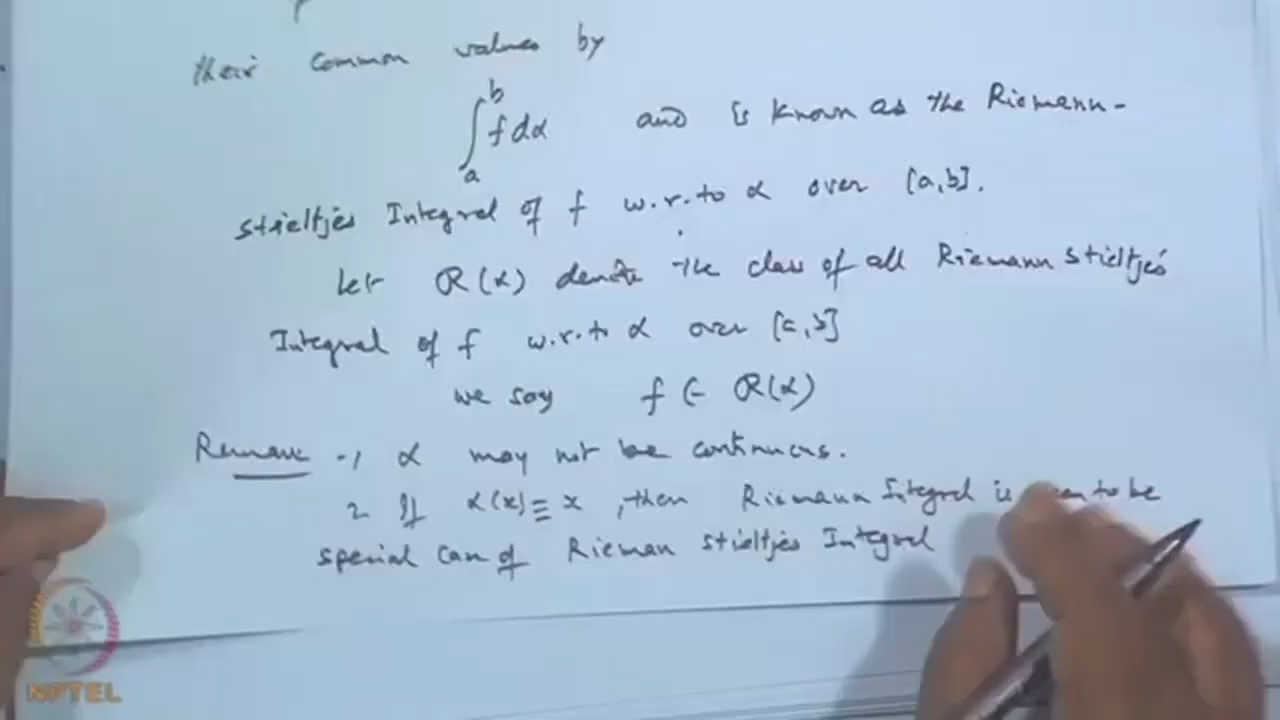 their common values by
∫_a^b f dα and is known as the Riemann-
Stieltjes Integral of f w.r.to α over [a,b].
Let R(α) denote the class of all Riemann Stieltjes
Integral of f w.r.to α over [a,b]
we say f ∈ R(α)
Remark -1 α may not be continuous.
2 If α(x) ≡ x, then Riemann Integral is to be
special case of Rieman Stieltjes Integral
NPTEL